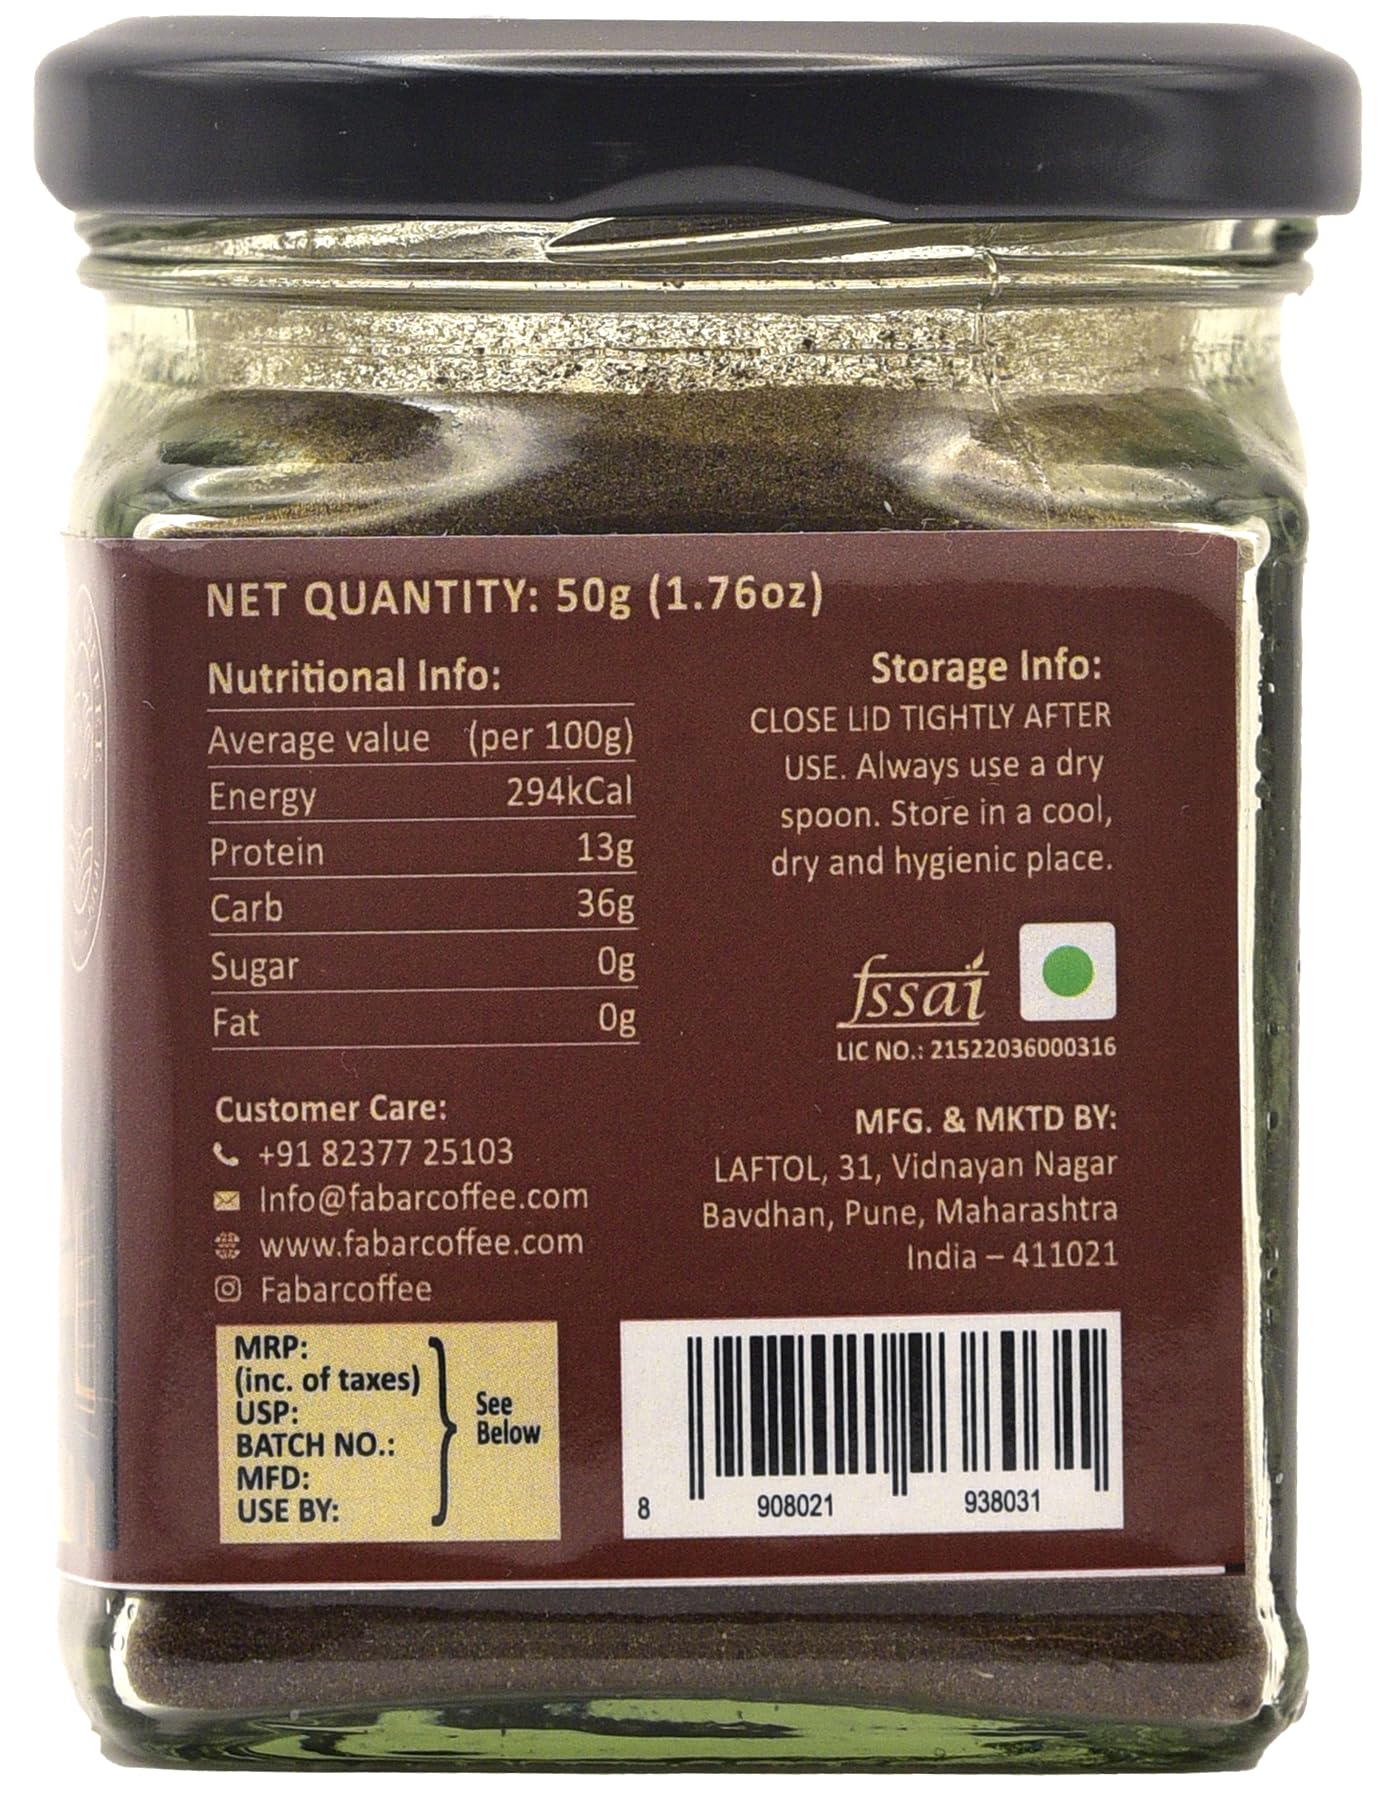 NET QUANTITY: 50g (1.76oz)
Nutritional Info:
Average value (per 100g)
Energy 294kCal
Protein 13g
Carb 36g
Sugar 0g
Fat 0g
Storage Info:
CLOSE LID TIGHTLY AFTER
USE. Always use a dry
spoon. Store in a cool,
dry and hygienic place.
fssai
LIC NO.: 21522036000316
Customer Care:
+91 82377 25103
Info@fabarcoffee.com
www.fabarcoffee.com
Fabarcoffee
MFG. & MKTD BY:
LAFTOL, 31, Vidnayan Nagar
Bavdhan, Pune, Maharashtra
India – 411021
MRP:
(inc. of taxes)
USP:
BATCH NO.:
MFD:
USE BY:
See
Below
8 908021 938031